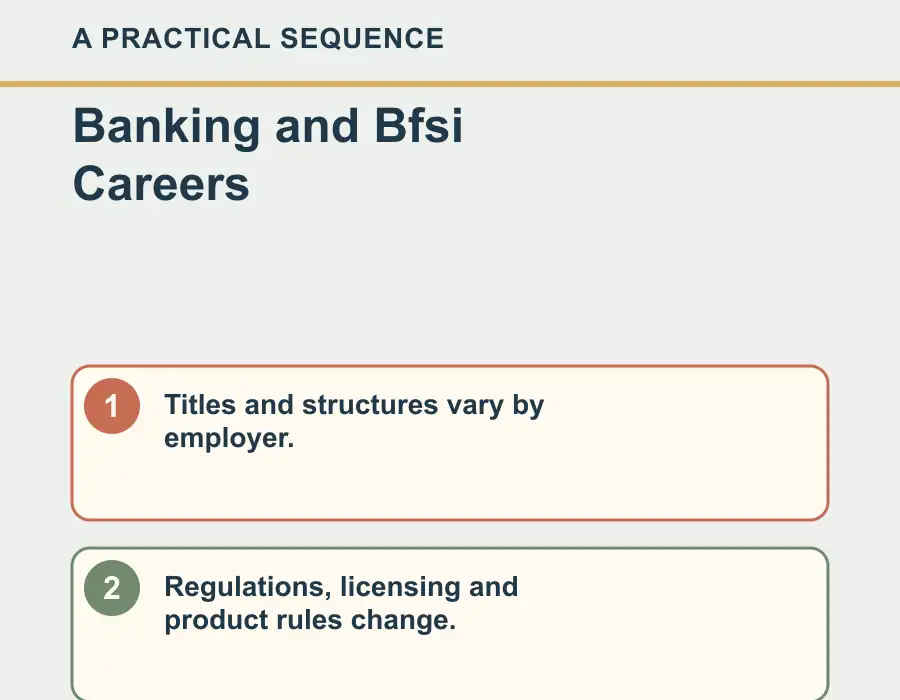 A PRACTICAL SEQUENCE
Banking and Bfsi
Careers
1
Titles and structures vary by
employer.
2
Regulations, licensing and
product rules change.